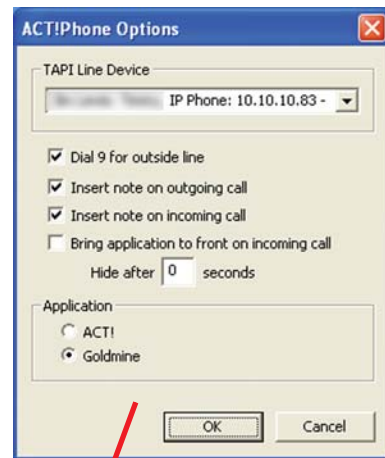 ACT!Phone Options
TAPI Line Device
IP Phone: 10.10.10.83 -
Dial 9 for outside line
Insert note on outgoing call
Insert note on incoming call
Bring application to front on incoming call
Hide after 0 seconds
Application
ACT!
Goldmine
OK Cancel